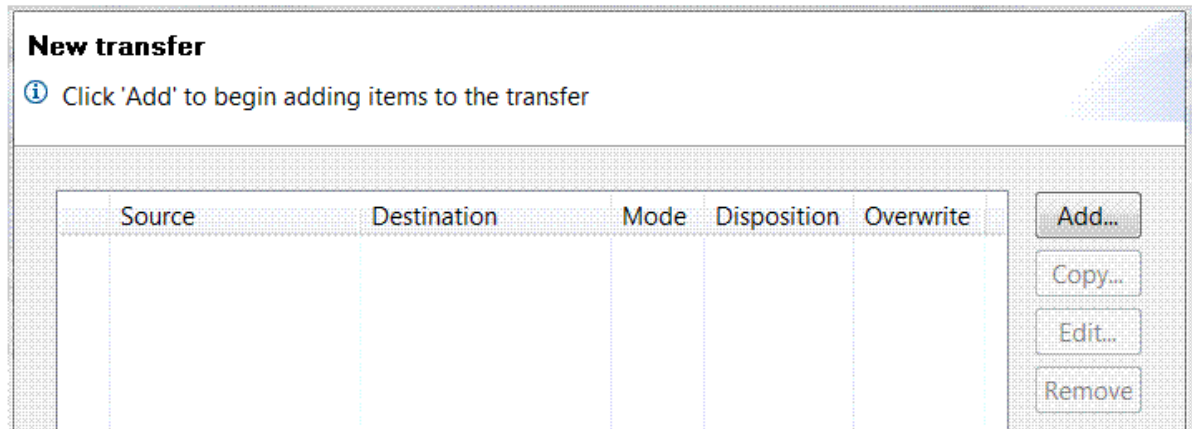 New transfer
Click 'Add' to begin adding items to the transfer
Source Destination Mode Disposition Overwrite
Add...
Copy...
Edit...
Remove